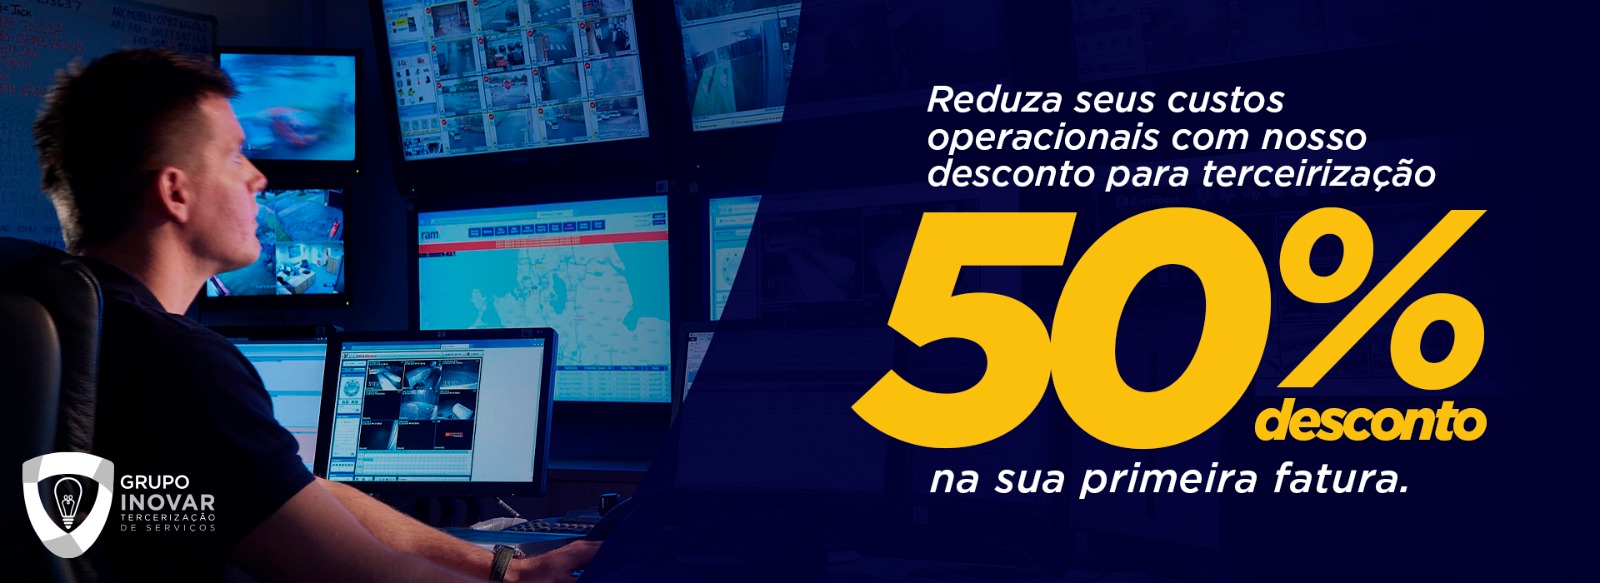 Reduza seus custos
operacionais com nosso
desconto para terceirização
50%
desconto
na sua primeira fatura.
GRUPO
INOVAR
TERCERIZAÇÃO
DE SERVIÇOS
ram